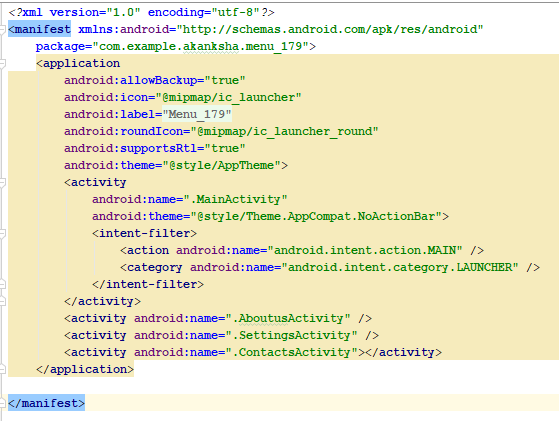 <?xml version="1.0" encoding="utf-8"?>
<manifest xmlns:android="http://schemas.android.com/apk/res/android"
package="com.example.akanksha.menu_179">
<application
android:allowBackup="true"
android:icon="@mipmap/ic_launcher"
android:label="Menu_179"
android:roundIcon="@mipmap/ic_launcher_round"
android:supportsRtl="true"
android:theme="@style/AppTheme">
<activity
android:name=".MainActivity"
android:theme="@style/Theme.AppCompat.NoActionBar">
<intent-filter>
<action android:name="android.intent.action.MAIN" />
<category android:name="android.intent.category.LAUNCHER" />
</intent-filter>
</activity>
<activity android:name=".AboutusActivity" />
<activity android:name=".SettingsActivity" />
<activity android:name=".ContactsActivity"></activity>
</application>
</manifest>